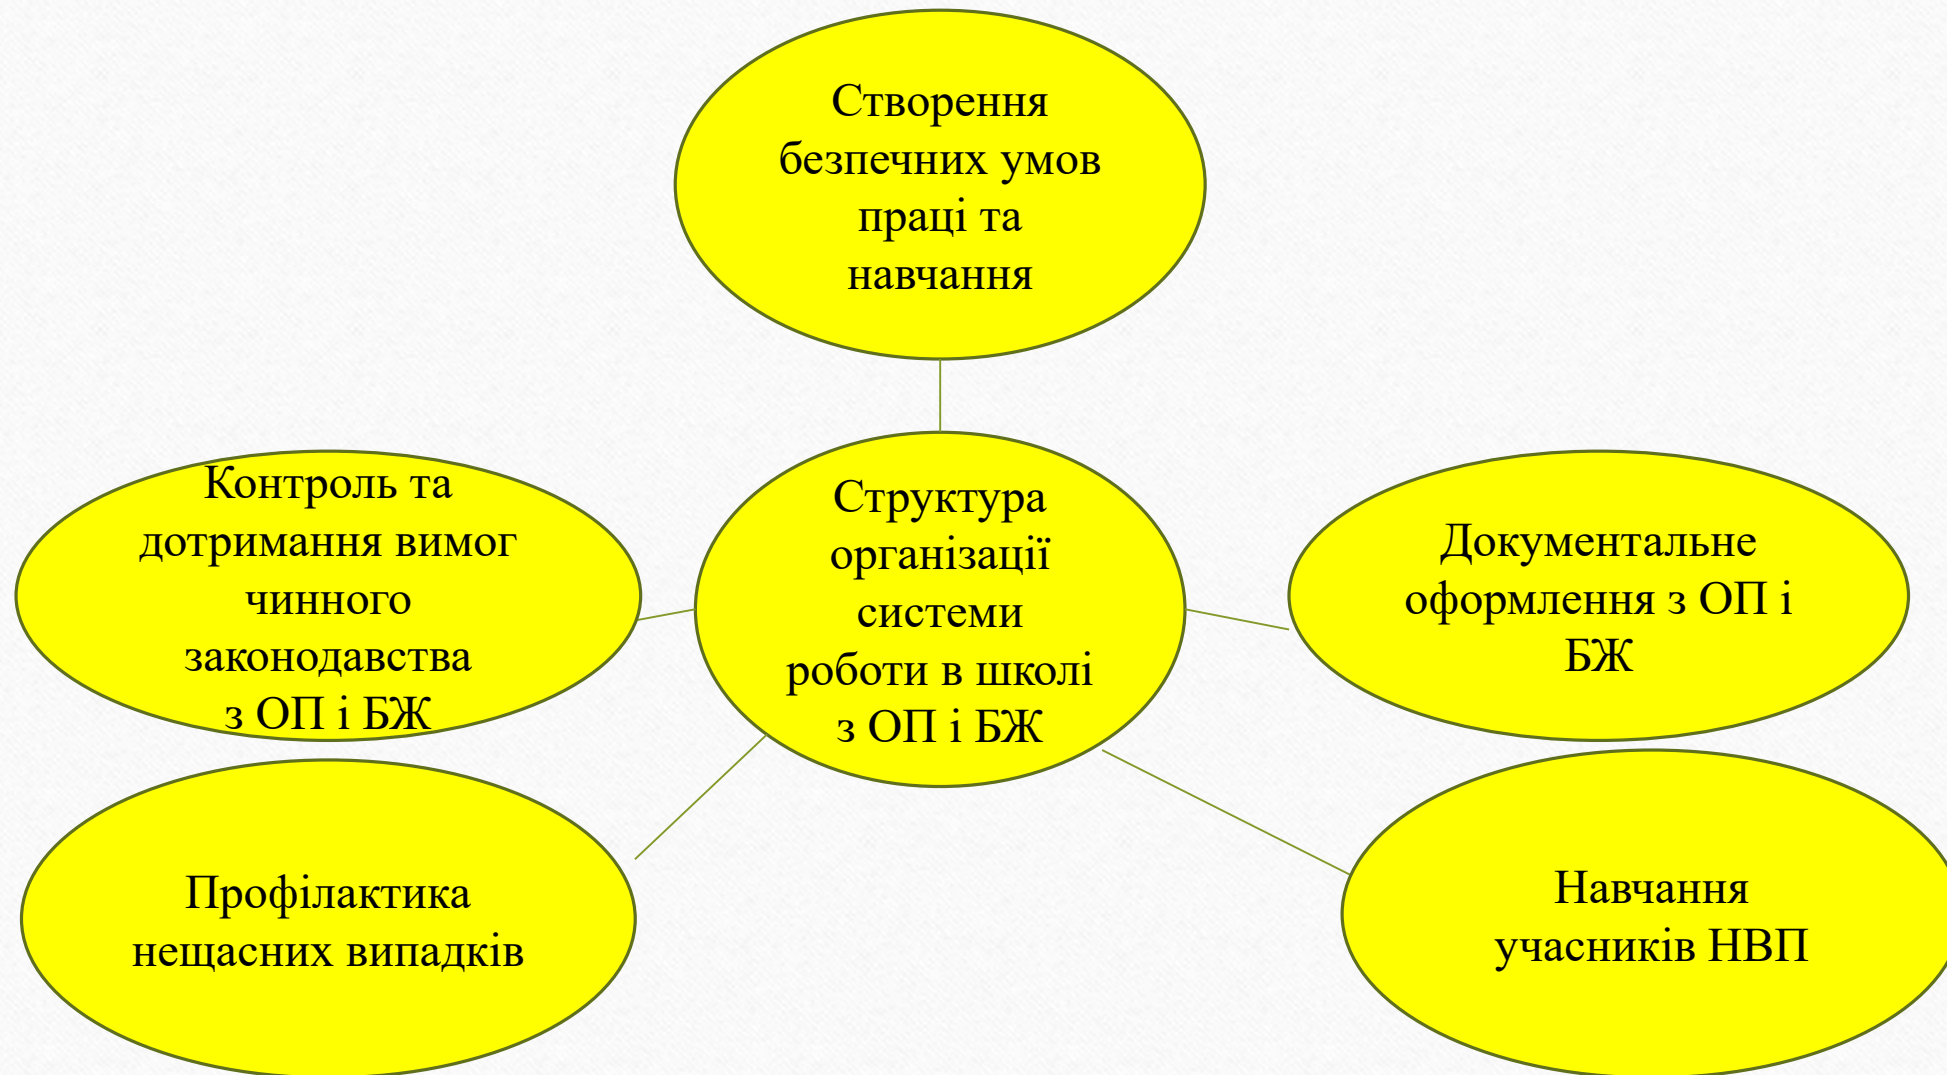 Створення
безпечних умов
праці та
навчання
Контроль та
дотримання вимог
чинного
законодавства
з ОП і БЖ
Структура
організації
системи
роботи в школі
з ОП і БЖ
Документальне
оформлення з ОП і
БЖ
Профілактика
нещасних випадків
Навчання
учасників НВП